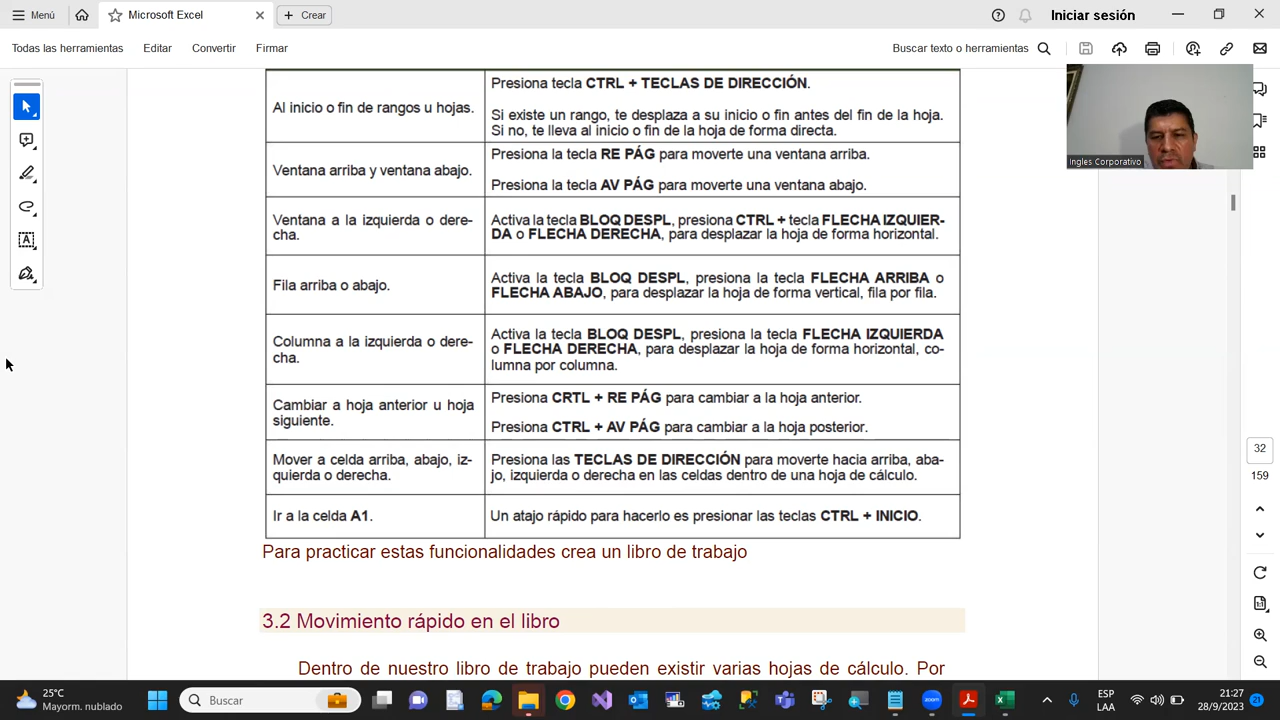 Menú
Microsoft Excel
Crear
Iniciar sesión
Todas las herramientas
Editar
Convertir
Firmar
Buscar texto o herramientas
Al inicio o fin de rangos u hojas.
Presiona tecla CTRL + TECLAS DE DIRECCIÓN.
Si existe un rango, te desplaza a su inicio o fin antes del fin de la hoja.
Si no, te lleva al inicio o fin de la hoja de forma directa.
Ventana arriba y ventana abajo.
Presiona la tecla RE PÁG para moverte una ventana arriba.
Presiona la tecla AV PÁG para moverte una ventana abajo.
Ventana a la izquierda o dere-
cha.
Activa la tecla BLOQ DESPL, presiona CTRL + tecla FLECHA IZQUIER-
DA o FLECHA DERECHA, para desplazar la hoja de forma horizontal.
Fila arriba o abajo.
Activa la tecla BLOQ DESPL, presiona la tecla FLECHA ARRIBA o
FLECHA ABAJO, para desplazar la hoja de forma vertical, fila por fila.
Columna a la izquierda o dere-
cha.
Activa la tecla BLOQ DESPL, presiona la tecla FLECHA IZQUIERDA
o FLECHA DERECHA, para desplazar la hoja de forma horizontal, co-
lumna por columna.
Cambiar a hoja anterior u hoja
siguiente.
Presiona CRTL + RE PÁG para cambiar a la hoja anterior.
Presiona CTRL + AV PÁG para cambiar a la hoja posterior.
Mover a celda arriba, abajo, iz-
quierda o derecha.
Presiona las TECLAS DE DIRECCIÓN para moverte hacia arriba, aba-
jo, izquierda o derecha en las celdas dentro de una hoja de cálculo.
Ir a la celda A1.
Un atajo rápido para hacerlo es presionar las teclas CTRL + INICIO.
Para practicar estas funcionalidades crea un libro de trabajo
3.2 Movimiento rápido en el libro
Dentro de nuestro libro de trabajo pueden existir varias hojas de cálculo. Por
Ingles Corporativo
32
159
25°C
Mayorm. nublado
Buscar
zoom
ESP
LAA
21:27
28/9/2023